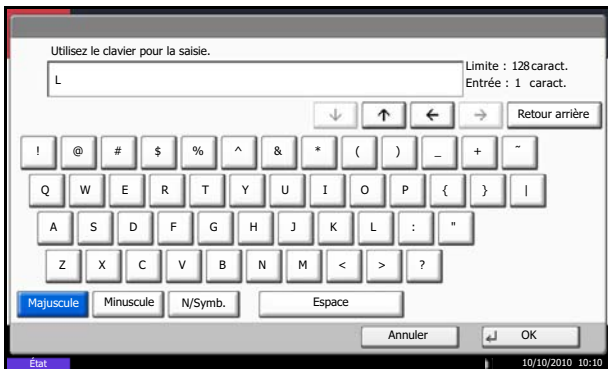 Utilisez le clavier pour la saisie.
Limite : 128 caract.
L
Entrée : 1 caract.
↓ ↑ ← → Retour arrière
! @ # $ % ^ & * ( ) _ + ~
Q W E R T Y U I O P { } |
A S D F G H J K L : "
Z X C V B N M < > ?
Majuscule Minuscule N/Symb. Espace
Annuler OK
État 10/10/2010 10:10